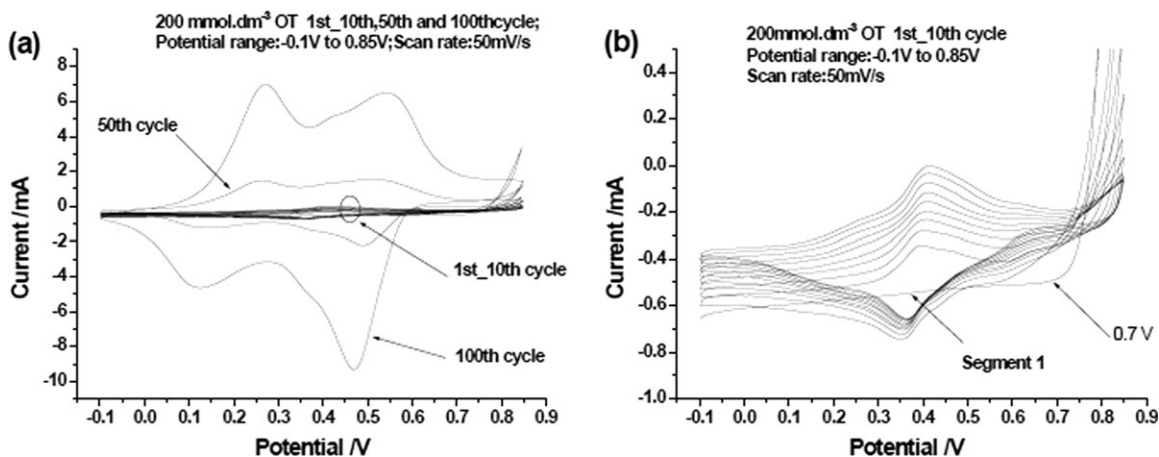 (a)
200 mmol.dm-3 OT 1st_10th,50th and 100thcycle;
Potential range:-0.1V to 0.85V;Scan rate:50mV/s
8
6
4
2
0
-2
-4
-6
-8
-10
Current /mA
50th cycle
1st_10th cycle
100th cycle
-0.1 0.0 0.1 0.2 0.3 0.4 0.5 0.6 0.7 0.8 0.9
Potential /V
(b)
200mmol.dm-3 OT 1st_10th cycle
Potential range:-0.1V to 0.85V
Scan rate:50mV/s
0.4
0.2
0.0
-0.2
-0.4
-0.6
-0.8
-1.0
Current /mA
0.7 V
Segment 1
-0.1 0.0 0.1 0.2 0.3 0.4 0.5 0.6 0.7 0.8 0.9
Potential /V